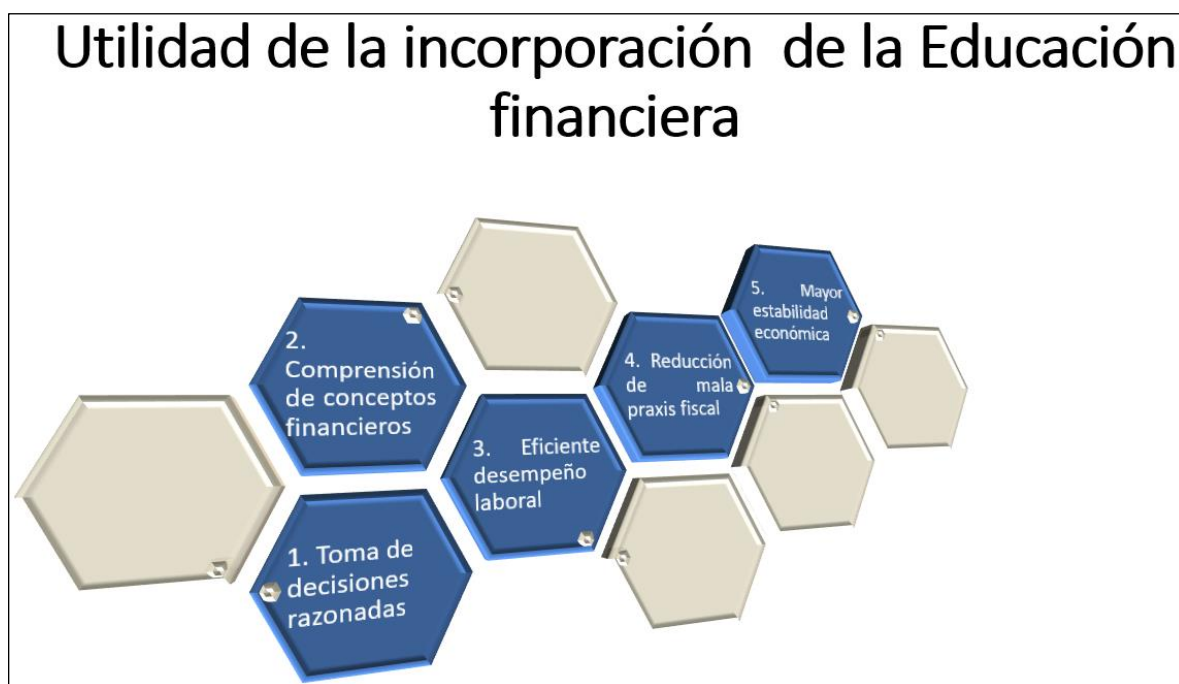 Utilidad de la incorporación de la Educación
financiera
1. Toma de
decisiones
razonadas
2.
Comprensión
de conceptos
financieros
3. Eficiente
desempeño
laboral
4. Reducción
de mala
praxis fiscal
5. Mayor
estabilidad
económica